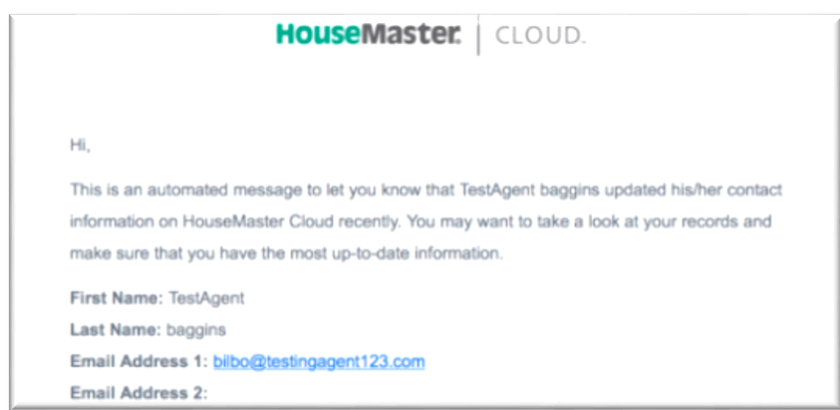 HouseMaster. | CLOUD.
Hi,
This is an automated message to let you know that TestAgent baggins updated his/her contact
information on HouseMaster Cloud recently. You may want to take a look at your records and
make sure that you have the most up-to-date information.
First Name: TestAgent
Last Name: baggins
Email Address 1: bilbo@testingagent123.com
Email Address 2: